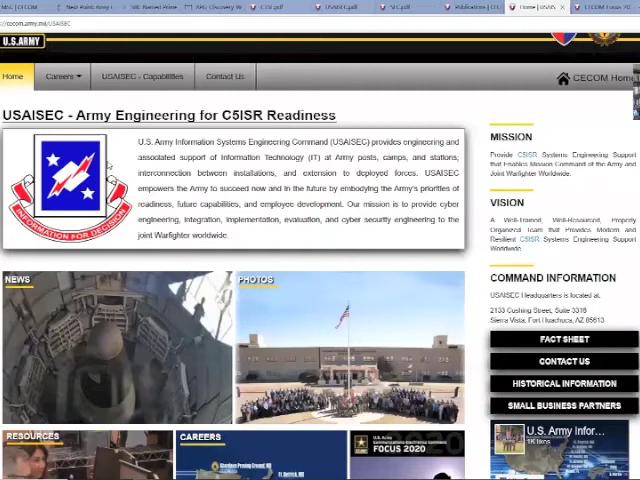 U.S.ARMY
Home
Careers
USAISEC - Capabilities
Contact Us
CECOM Home
USAISEC - Army Engineering for C5ISR Readiness
U.S. Army Information Systems Engineering Command (USAISEC) provides engineering and
associated support of Information Technology (IT) at Army posts, camps, and stations;
interconnection between installations, and extension to deployed forces. USAISEC
empowers the Army to succeed now and in the future by embodying the Army's priorities of
readiness, future capabilities, and employee development. Our mission is to provide cyber
engineering, integration, implementation, evaluation, and cyber security engineering to the
joint Warfighter worldwide.
INFORMATION FOR DECISION
MISSION
Provide C5ISR Systems Engineering Support
that Enables Mission Command of the Army and
Joint Warfighter Worldwide.
VISION
A Well-Trained, Well-Resourced, Properly
Organized Team that Provides Modern and
Resilient C5ISR Systems Engineering Support
Worldwide.
COMMAND INFORMATION
USAISEC Headquarters is located at:
2133 Cushing Street, Suite 3316
Sierra Vista, Fort Huachuca, AZ 85613
FACT SHEET
CONTACT US
HISTORICAL INFORMATION
SMALL BUSINESS PARTNERS
NEWS
PHOTOS
RESOURCES
CAREERS
U.S.ARMY
FOCUS 2020
U.S. Army Infor...